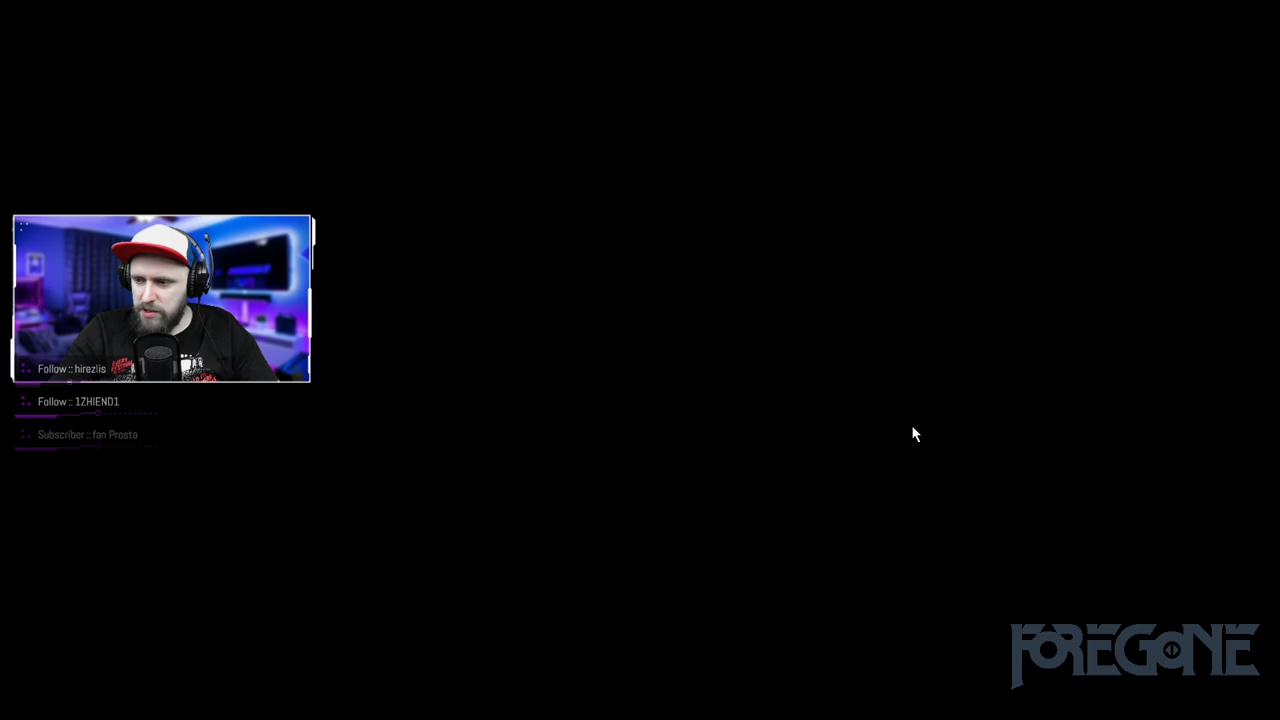 Follow :: hirezlis
Follow :: 1ZHIEND1
Subscriber :: fan Prosta
FOREGONE